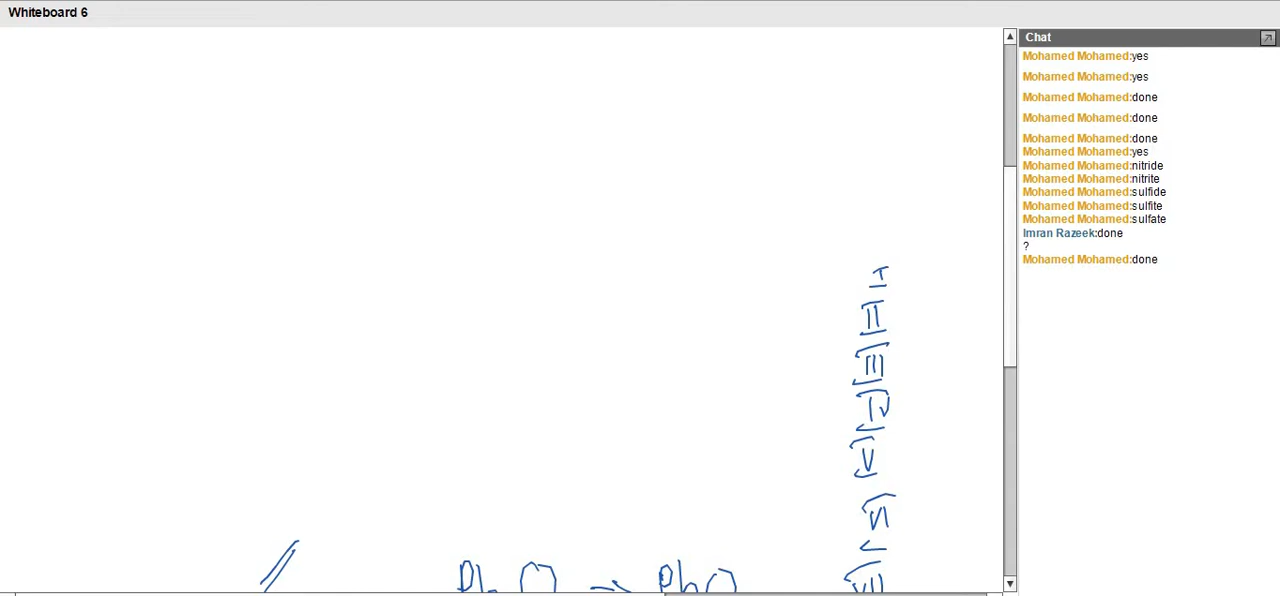 Whiteboard 6
Chat
Mohamed Mohamed:yes
Mohamed Mohamed:yes
Mohamed Mohamed:done
Mohamed Mohamed:done
Mohamed Mohamed:done
Mohamed Mohamed:yes
Mohamed Mohamed:nitride
Mohamed Mohamed:nitrite
Mohamed Mohamed:sulfide
Mohamed Mohamed:sulfite
Mohamed Mohamed:sulfate
Imran Razeek:done
?
Mohamed Mohamed:done
I
II
III
IV
V
VI
VII